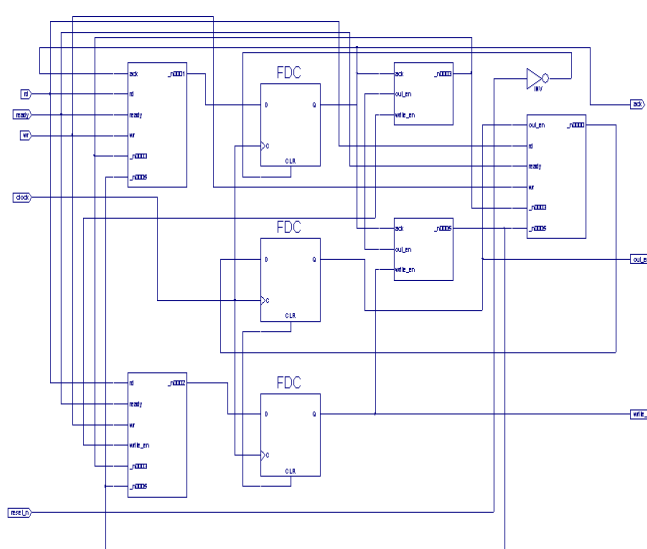 FDC
ack
_n0001
rd
ready
wr
_n0003
_n0005
D
Q
C
CLR
ack
_n0003
out_en
write_en
INV
out_en
_n0000
rd
ready
wr
_n0003
_n0005
rd
ready
wr
clock
ack
FDC
D
Q
C
CLR
ack
_n0005
out_en
write_en
FDC
rd
_n0002
ready
wr
write_en
_n0003
_n0005
D
Q
C
CLR
reset_n